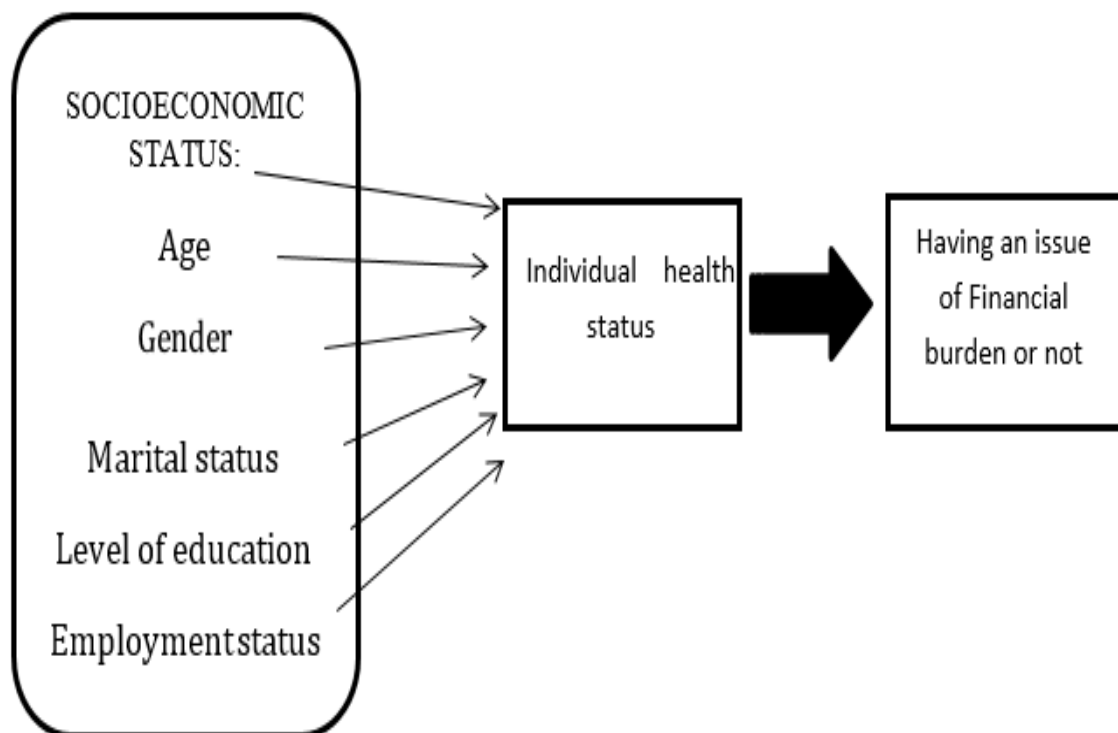 SOCIOECONOMIC
STATUS:
Age
Gender
Marital status
Level of education
Employment status
Individual health
status
Having an issue
of Financial
burden or not